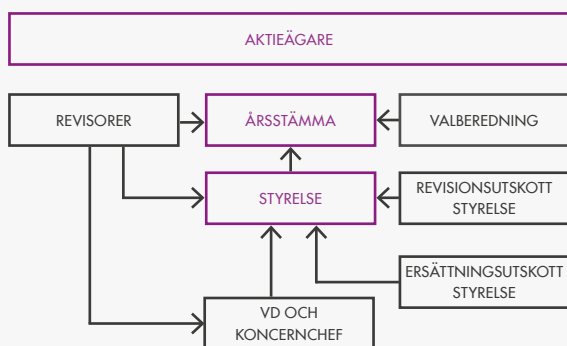 AKTIEÄGARE
REVISORER
ÅRSSTÄMMA
VALBEREDNING
STYRELSE
REVISIONSUTSKOTT
STYRELSE
ERSÄTTNINGSUTSKOTT
STYRELSE
VD OCH
KONCERNCHEF